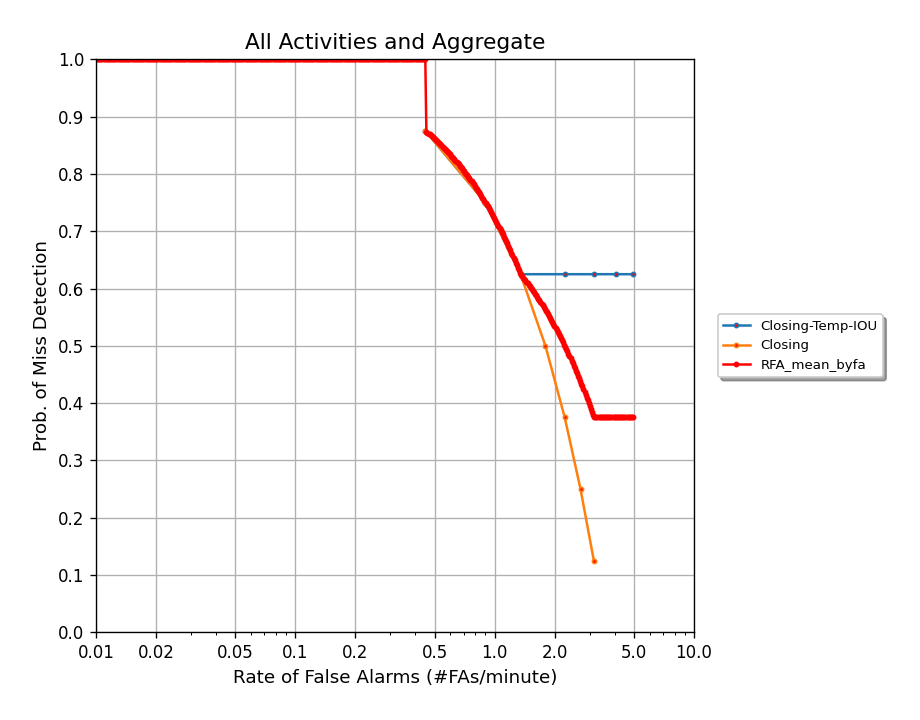 All Activities and Aggregate
1.0
0.9
0.8
0.7
0.6
0.5
0.4
0.3
0.2
0.1
0.0
Prob. of Miss Detection
0.01 0.02 0.05 0.1 0.2 0.5 1.0 2.0 5.0 10.0
Rate of False Alarms (#FAs/minute)
Closing-Temp-IOU
Closing
RFA_mean_byfa